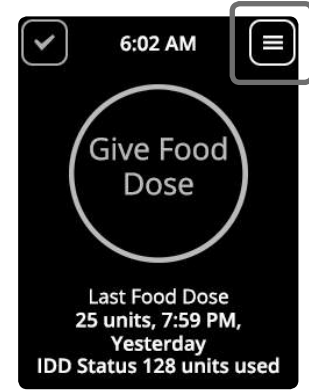 6:02 AM
Give Food
Dose
Last Food Dose
25 units, 7:59 PM,
Yesterday
IDD Status 128 units used